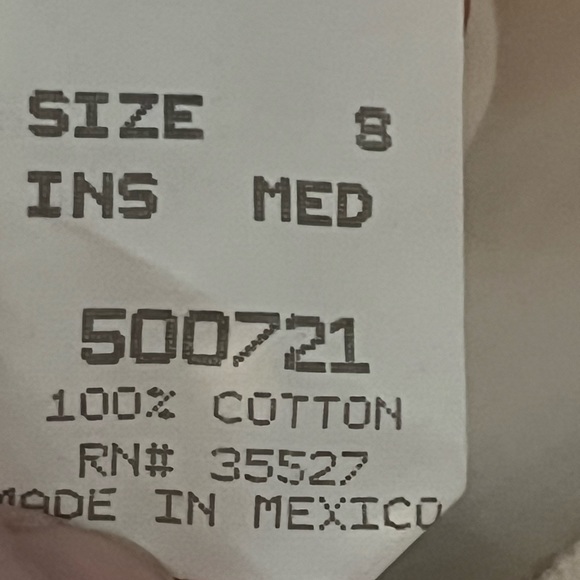 SIZE 8
INS MED
500721
100% COTTON
RN# 35527
MADE IN MEXICO